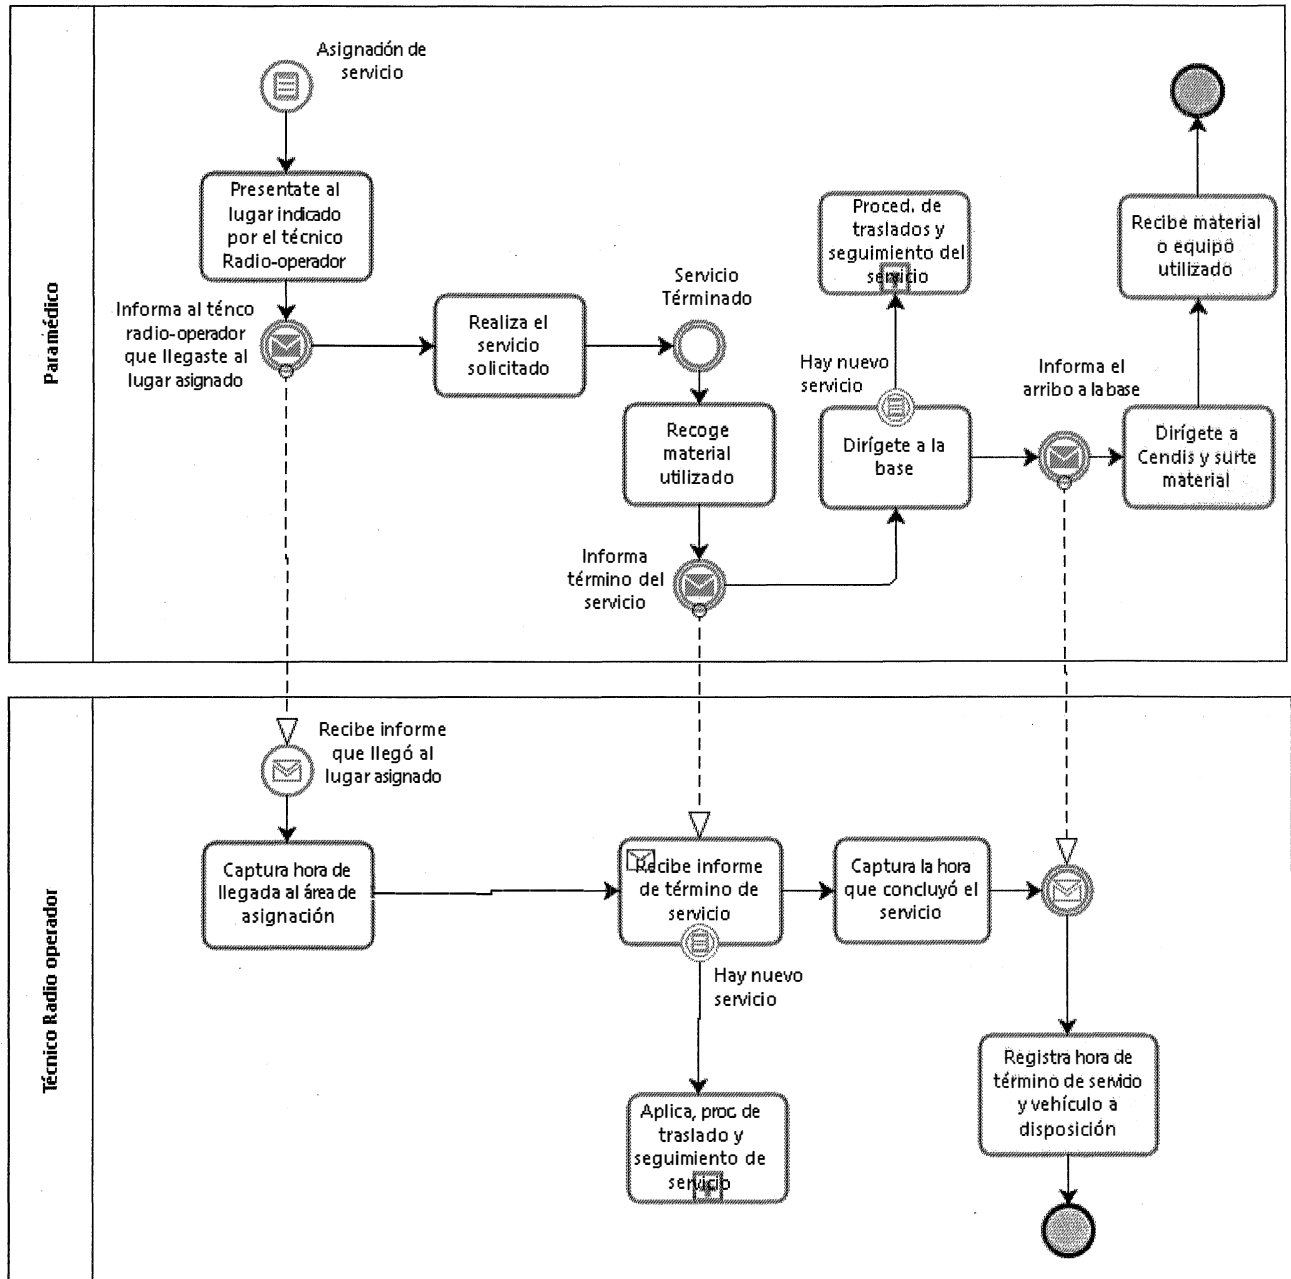 Paramédico
Asignación de
servicio
Presentate al
lugar indicado
por el técnico
Radio-operador
Informa al ténco
radio-operador
que llegaste al
lugar asignado
Realiza el
servicio
solicitado
Servicio
Término
Recoge
material
utilizado
Informa
término del
servicio
Proced. de
traslados y
seguimiento del
servicio
Hay nuevo
servicio
Dirígete a la
base
Informa el
arribo a la base
Dirígete a
Cendis y surte
material
Recibe material
o equipo
utilizado
Técnico Radio operador
Recibe informe
que llegó al
lugar asignado
Captura hora de
llegada al área de
asignación
Recibe informe
de término de
servicio
Hay nuevo
servicio
Aplica, proc. de
traslado y
seguimiento de
servicio
Captura la hora
que concluyó el
servicio
Registra hora de
término de servicio
y vehículo a
disposición